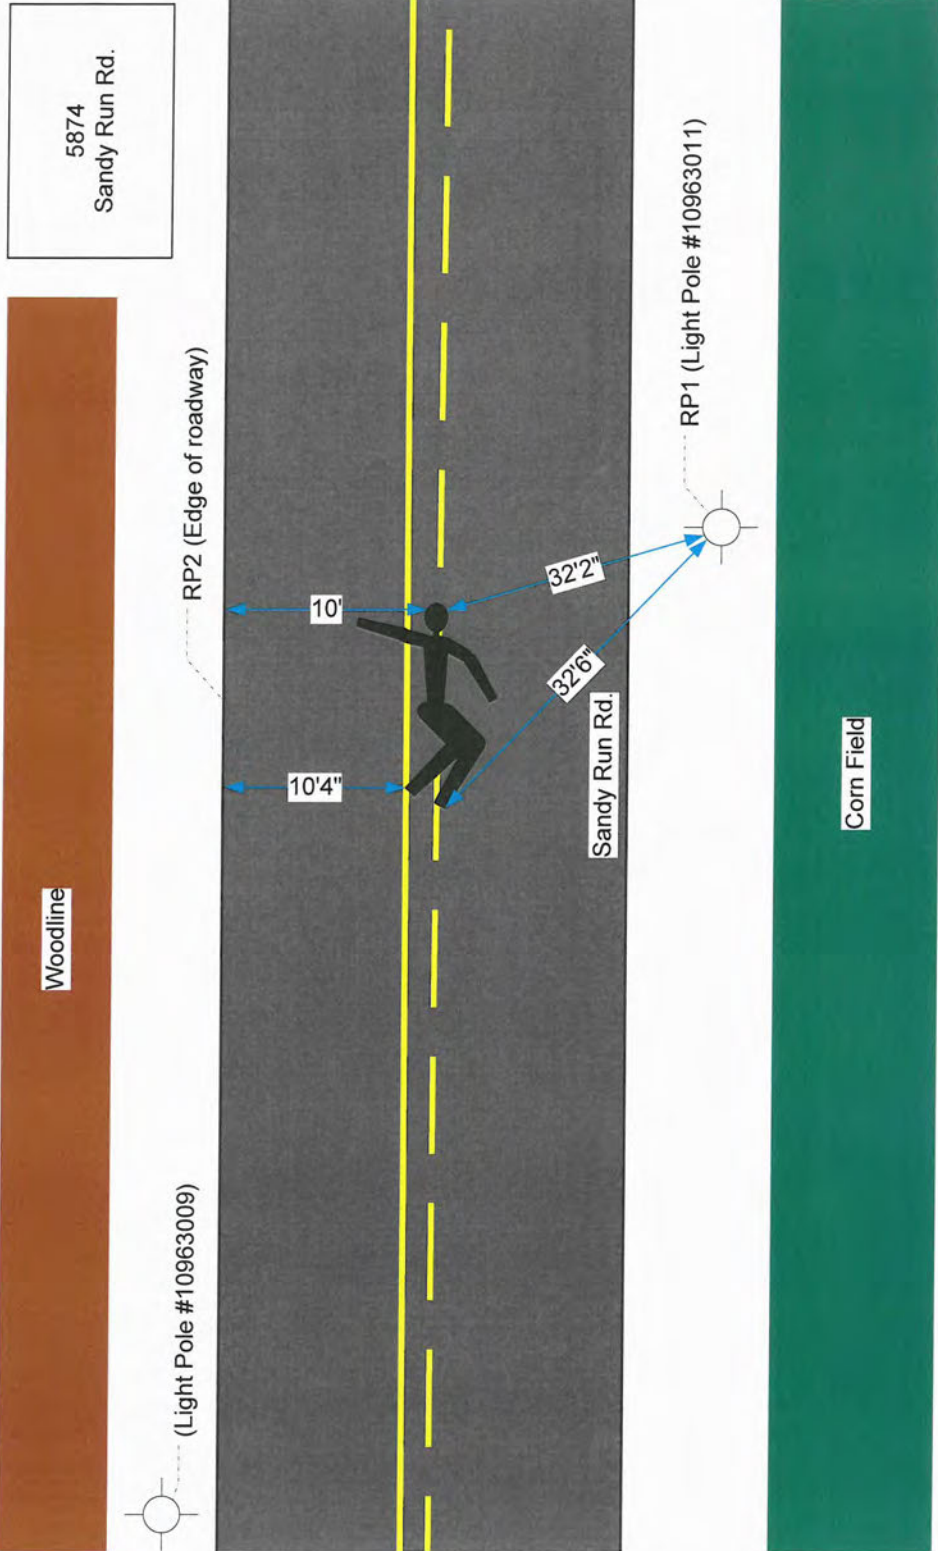 5874
Sandy Run Rd.
RP2 (Edge of roadway)
RP1 (Light Pole #10963011)
10'
32'2"
32'6"
10'4"
Sandy Run Rd.
Woodline
Corn Field
(Light Pole #10963009)